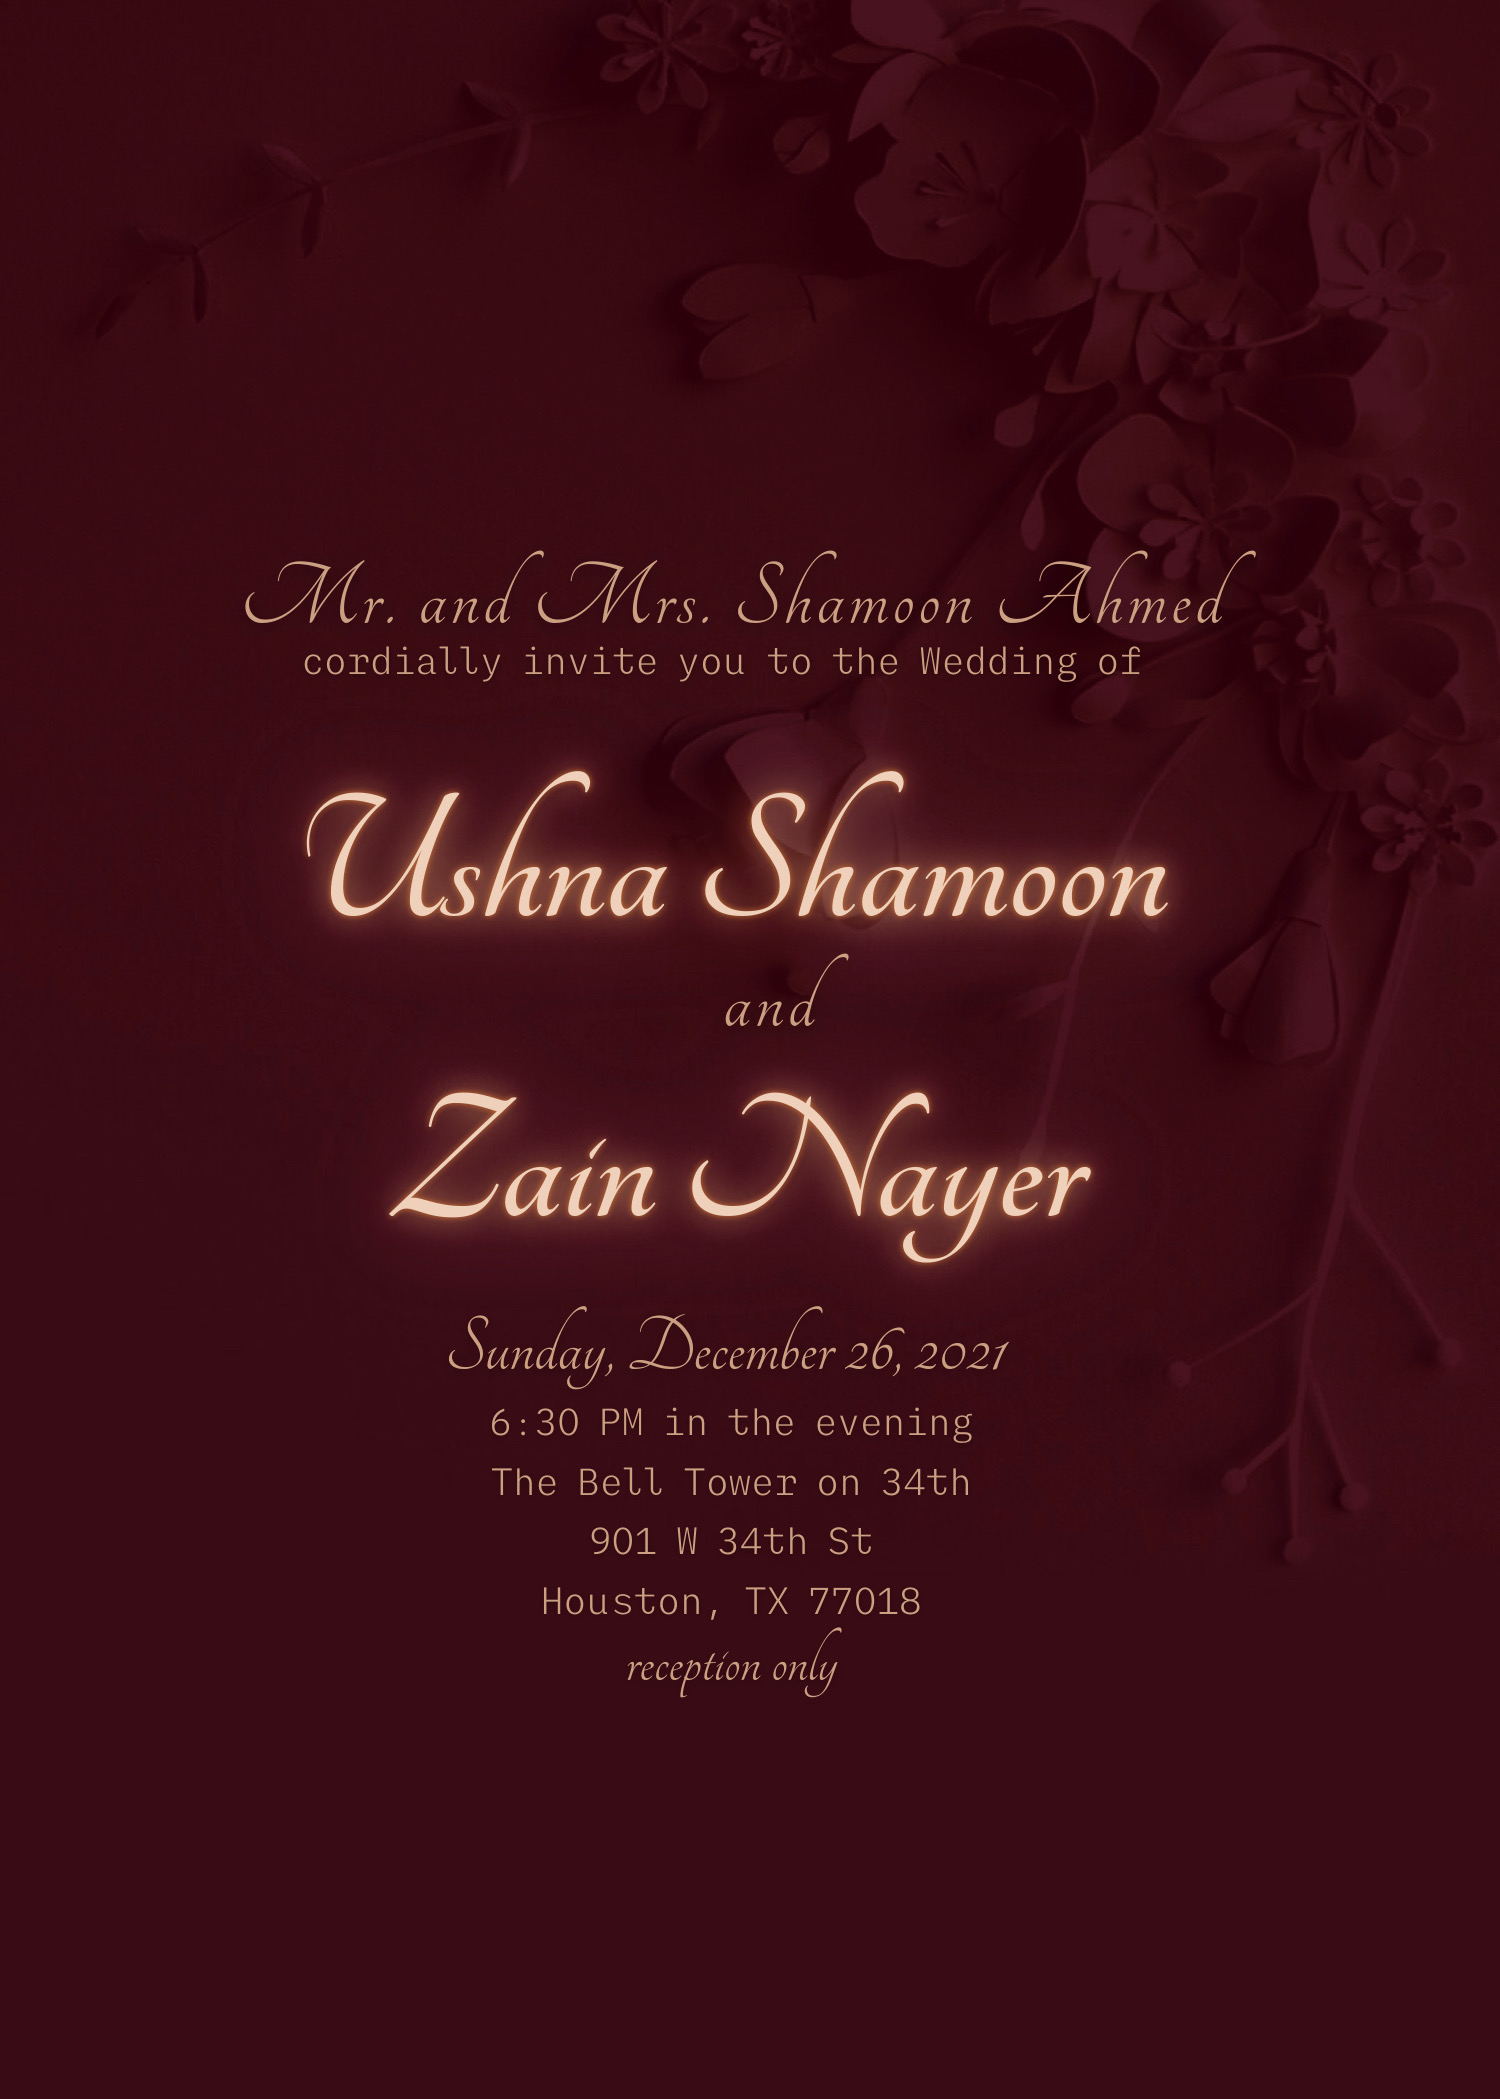 Mr. and Mrs. Shamoon Ahmed
cordially invite you to the Wedding of
Ushna Shamoon
and
Zain Nayer
Sunday, December 26, 2021
6:30 PM in the evening
The Bell Tower on 34th
901 W 34th St
Houston, TX 77018
reception only